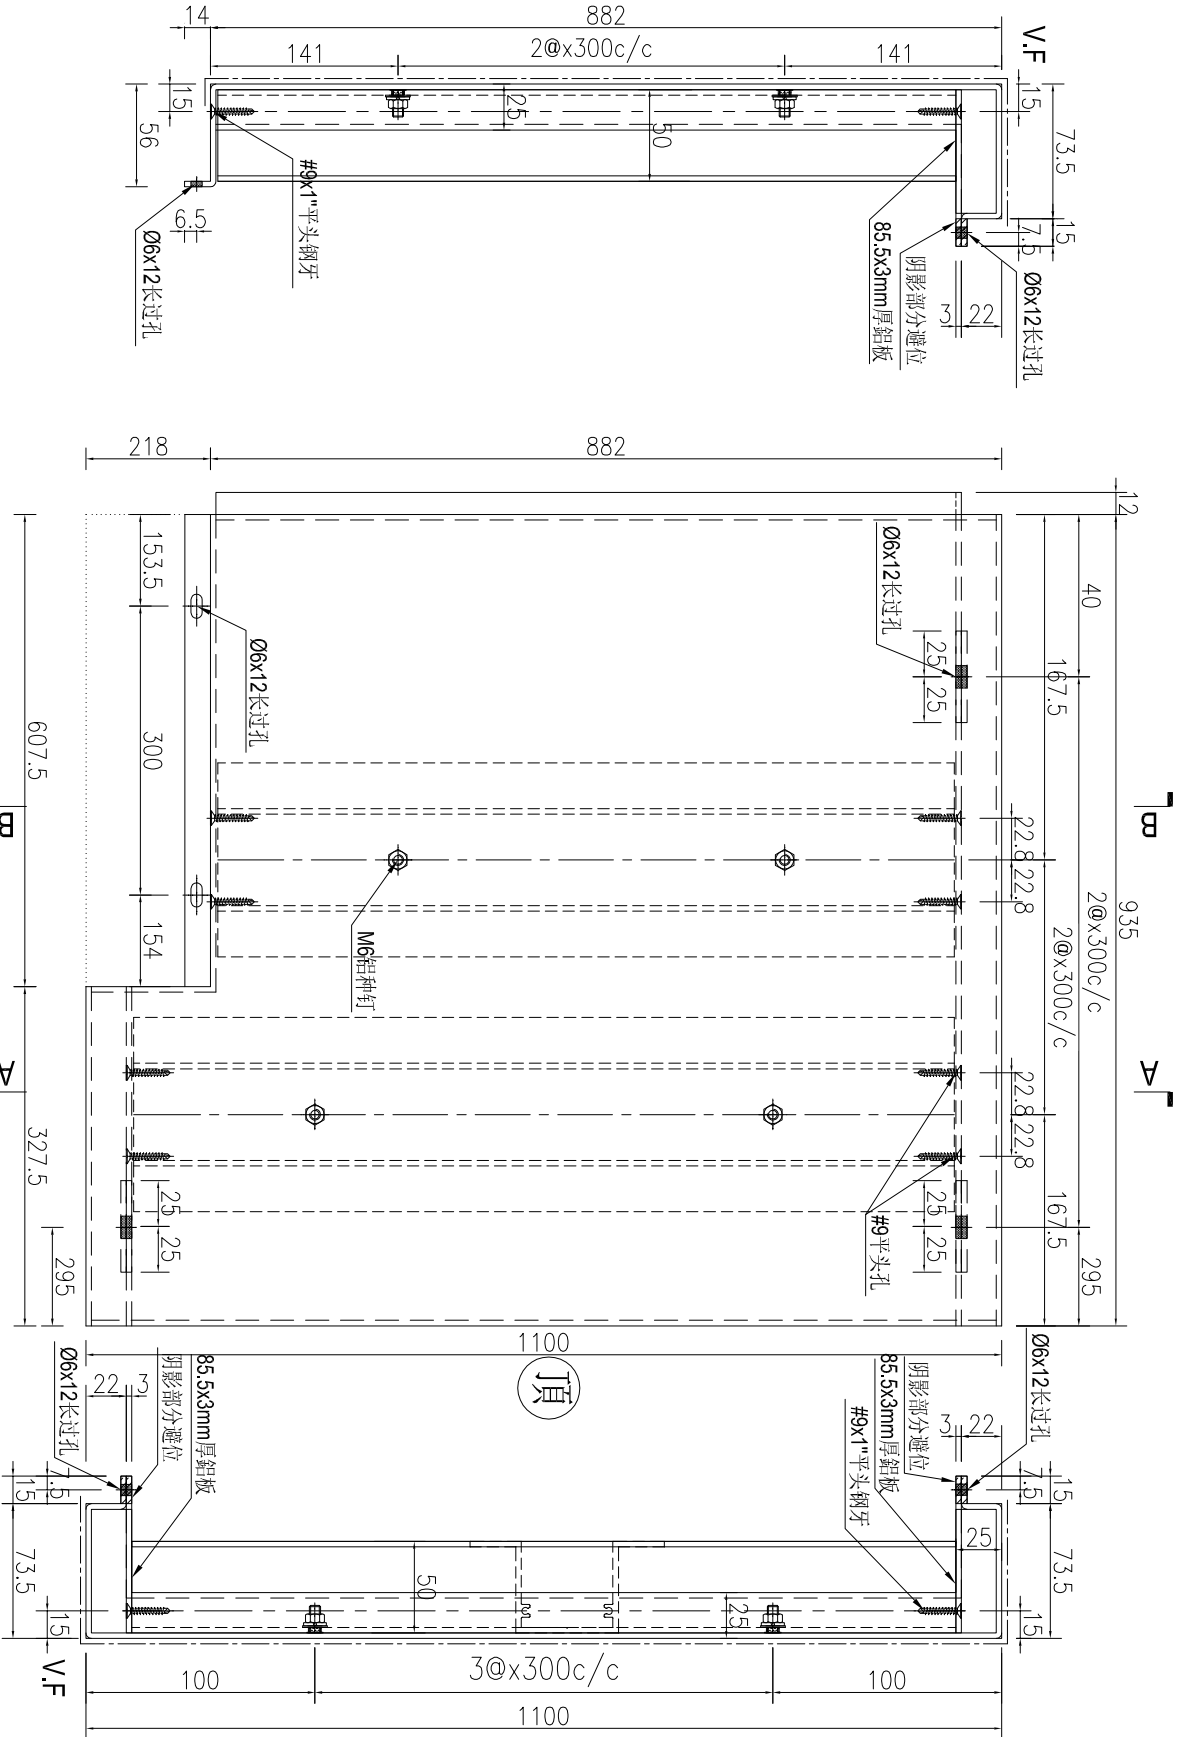 14
882
141
2@x300c/c
141
V.F
15
56
6.5
Ø6x12长过孔
#9x1"平头钢牙
25
50
15
73.5
15
7.5
Ø6x12长过孔
阴影部分避位
85.5x3mm厚鋁板
3
22
218
882
12
153.5
300
154
Ø6x12长过孔
607.5
B
A
327.5
40
167.5
Ø6x12长过孔
25
25
22.8
22.8
935
2@x300c/c
2@x300c/c
B
A
M6铝种钉
22.8
22.8
167.5
295
#9平头孔
25
25
25
25
295
1100
頂
Ø6x12长过孔
22
3
阴影部分避位
85.5x3mm厚鋁板
7.5
15
73.5
15
V.F
50
25
85.5x3mm厚鋁板
阴影部分避位
#9x1"平头钢牙
3
22
Ø6x12长过孔
7.5
15
25
73.5
15
100
3@x300c/c
100
1100